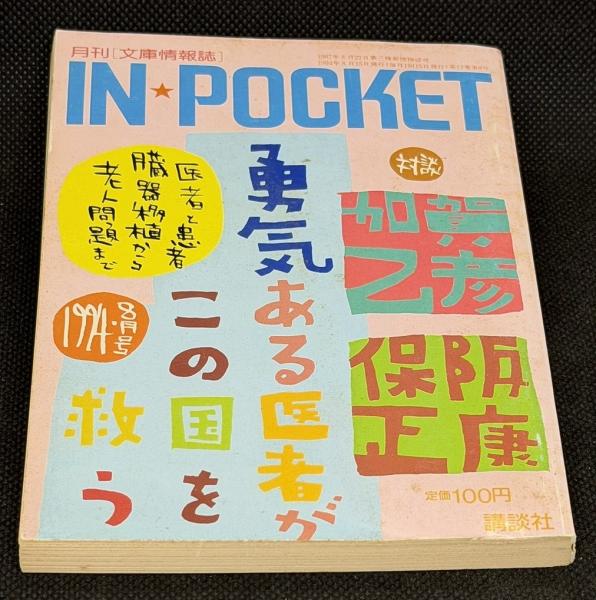 月刊［文庫情報誌］
IN★POCKET
対談
加賀
乙彦
保阪
正康
勇気
ある医者が
この国を
救う
医者と患者
臓器移植から
老人問題まで
1994・8月号
定価100円
講談社